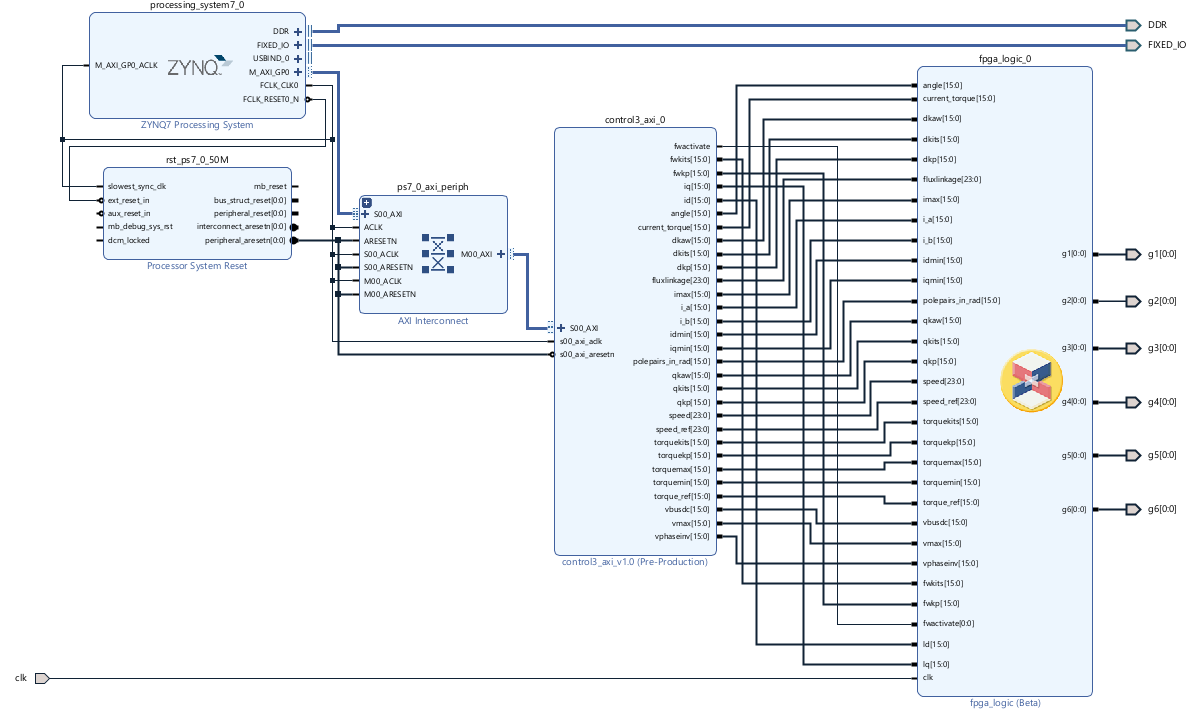 processing_system7_0
DDR
FIXED_IO
USBIND_0
M_AXI_GP0
FCLK_CLK0
FCLK_RESET0_N
M_AXI_GP0_ACLK
ZYNQ
ZYNQ7 Processing System
DDR
FIXED_IO
rst_ps7_0_50M
slowest_sync_clk
ext_reset_in
aux_reset_in
mb_debug_sys_rst
dcm_locked
mb_reset
bus_struct_reset[0:0]
peripheral_reset[0:0]
interconnect_aresetn[0:0]
peripheral_aresetn[0:0]
Processor System Reset
ps7_0_axi_periph
S00_AXI
ACLK
ARESETN
S00_ACLK
S00_ARESETN
M00_ACLK
M00_ARESETN
M00_AXI
AXI Interconnect
control3_axi_0
S00_AXI
s00_axi_aclk
s00_axi_aresetn
fwactivate
fwkits[15:0]
fwkp[15:0]
iq[15:0]
id[15:0]
angle[15:0]
current_torque[15:0]
dkaw[15:0]
dkits[15:0]
dkp[15:0]
fluxlinkage[23:0]
imax[15:0]
i_a[15:0]
i_b[15:0]
idmin[15:0]
iqmin[15:0]
polepairs_in_rad[15:0]
qkaw[15:0]
qkits[15:0]
qkp[15:0]
speed[23:0]
speed_ref[23:0]
torquekits[15:0]
torquekp[15:0]
torquemax[15:0]
torquemin[15:0]
torque_ref[15:0]
vbusdc[15:0]
vmax[15:0]
vphaseinv[15:0]
control3_axi_v1.0 (Pre-Production)
fpga_logic_0
angle[15:0]
current_torque[15:0]
dkaw[15:0]
dkits[15:0]
dkp[15:0]
fluxlinkage[23:0]
imax[15:0]
i_a[15:0]
i_b[15:0]
idmin[15:0]
iqmin[15:0]
polepairs_in_rad[15:0]
qkaw[15:0]
qkits[15:0]
qkp[15:0]
speed[23:0]
speed_ref[23:0]
torquekits[15:0]
torquekp[15:0]
torquemax[15:0]
torquemin[15:0]
torque_ref[15:0]
vbusdc[15:0]
vmax[15:0]
vphaseinv[15:0]
fwkits[15:0]
fwkp[15:0]
fwactivate[0:0]
Id[15:0]
Iq[15:0]
clk
g1[0:0]
g2[0:0]
g3[0:0]
g4[0:0]
g5[0:0]
g6[0:0]
fpga_logic (Beta)
g1[0:0]
g2[0:0]
g3[0:0]
g4[0:0]
g5[0:0]
g6[0:0]
clk